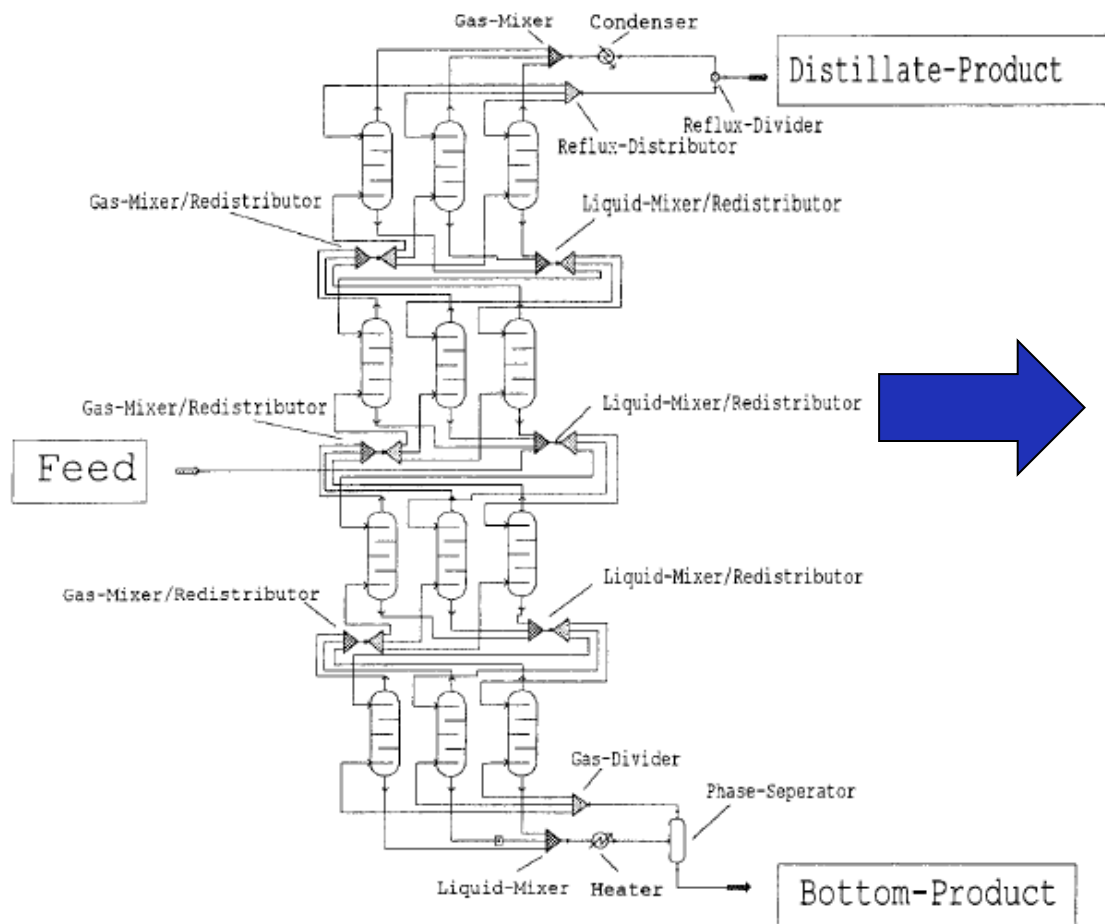 Gas-Mixer
Condenser
Distillate-Product
Reflux-Divider
Reflux-Distributor
Gas-Mixer/Redistributor
Liquid-Mixer/Redistributor
Gas-Mixer/Redistributor
Liquid-Mixer/Redistributor
Feed
Liquid-Mixer/Redistributor
Gas-Mixer/Redistributor
Gas-Divider
Phase-Seperator
Liquid-Mixer
Heater
Bottom-Product